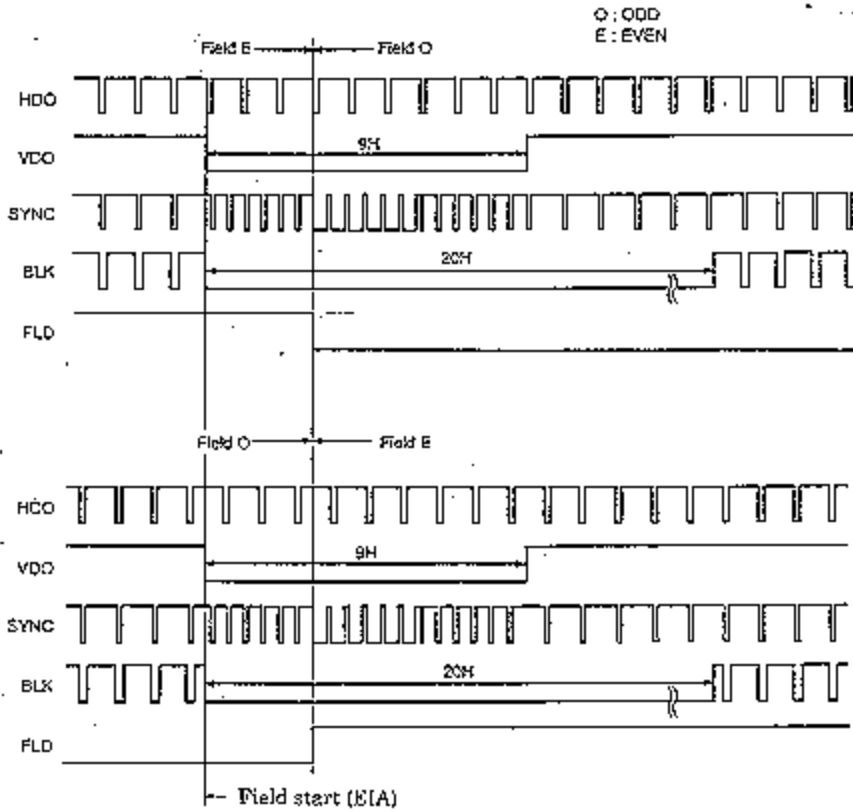 O : ODD
E : EVEN
Field E
Field O
HDO
VDO
9H
SYNC
BLK
20H
FLD
Field O
Field E
HDO
VDO
9H
SYNC
BLK
20H
FLD
Field start (EIA)